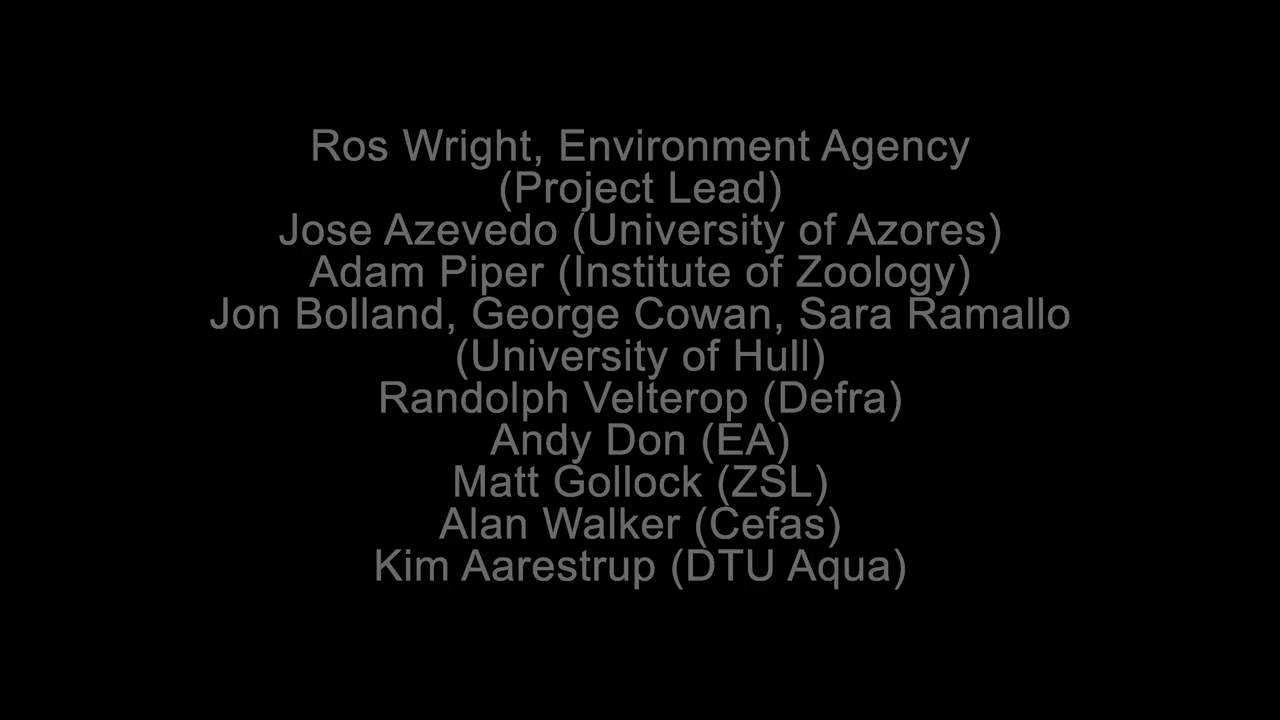 Ros Wright, Environment Agency
(Project Lead)
Jose Azevedo (University of Azores)
Adam Piper (Institute of Zoology)
Jon Bolland, George Cowan, Sara Ramallo
(University of Hull)
Randolph Velterop (Defra)
Andy Don (EA)
Matt Gollock (ZSL)
Alan Walker (Cefas)
Kim Aarestrup (DTU Aqua)